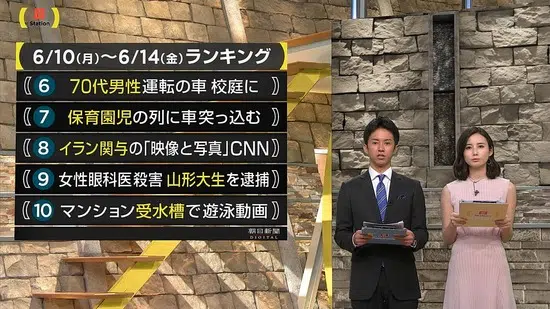 Station
6/10(月)〜6/14(金)ランキング
6 70代男性運転の車 校庭に
7 保育園児の列に車突っ込む
8 イラン関与の「映像と写真」CNN
9 女性眼科医殺害 山形大生を逮捕
10 マンション受水槽で遊泳動画
朝日新聞
DIGITAL